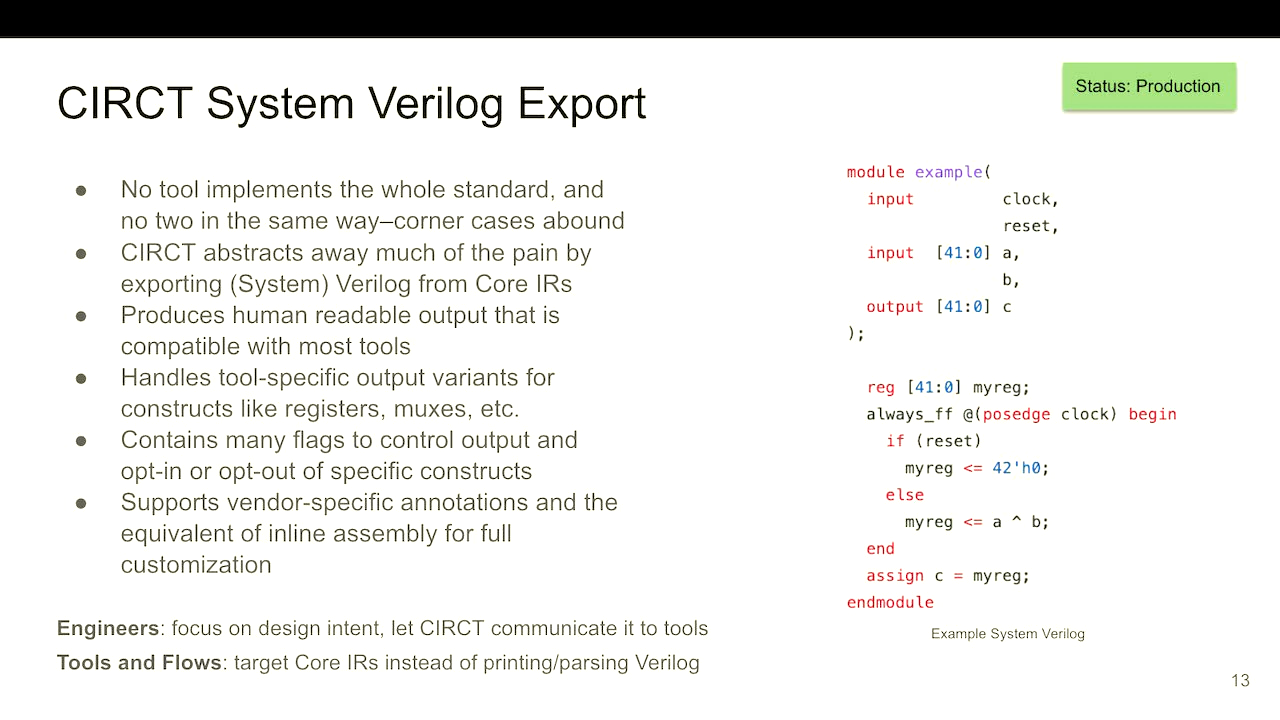 CIRCT System Verilog Export
Status: Production
● No tool implements the whole standard, and
no two in the same way–corner cases abound
● CIRCT abstracts away much of the pain by
exporting (System) Verilog from Core IRs
● Produces human readable output that is
compatible with most tools
● Handles tool-specific output variants for
constructs like registers, muxes, etc.
● Contains many flags to control output and
opt-in or opt-out of specific constructs
● Supports vendor-specific annotations and the
equivalent of inline assembly for full
customization
Engineers: focus on design intent, let CIRCT communicate it to tools
Tools and Flows: target Core IRs instead of printing/parsing Verilog
module example(
  input         clock,
                reset,
  input  [41:0] a,
                b,
  output [41:0] c
);
  reg [41:0] myreg;
  always_ff @(posedge clock) begin
    if (reset)
      myreg <= 42'h0;
    else
      myreg <= a ^ b;
  end
  assign c = myreg;
endmodule
Example System Verilog
13